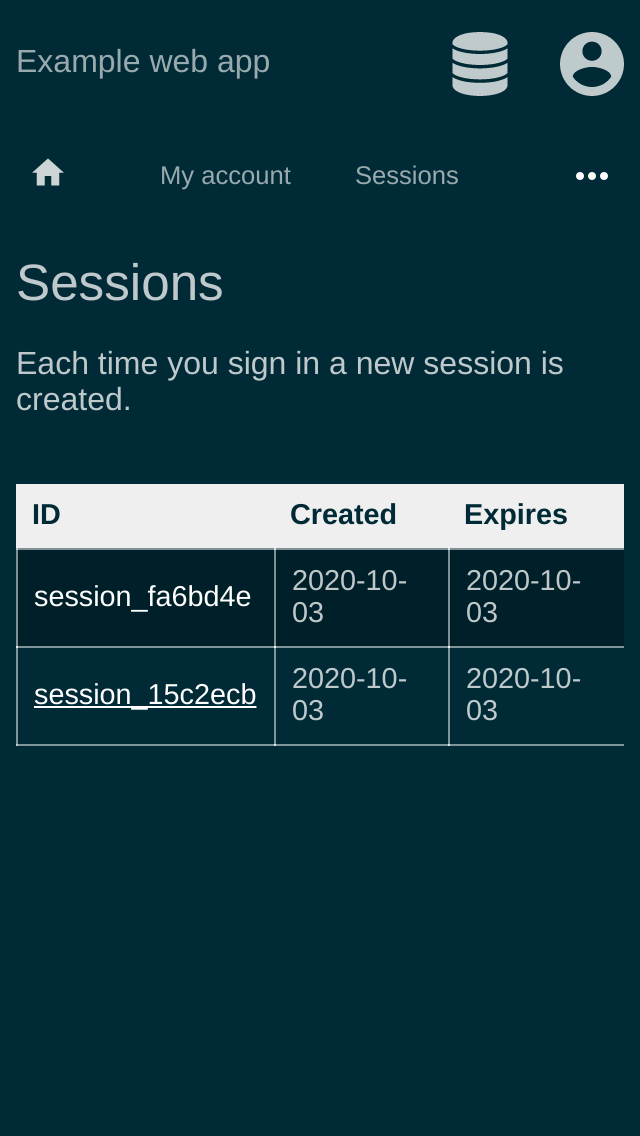 Example web app
My account Sessions
Sessions
Each time you sign in a new session is
created.
ID Created Expires
session_fa6bd4e 2020-10-03 2020-10-03
session_15c2ecb 2020-10-03 2020-10-03